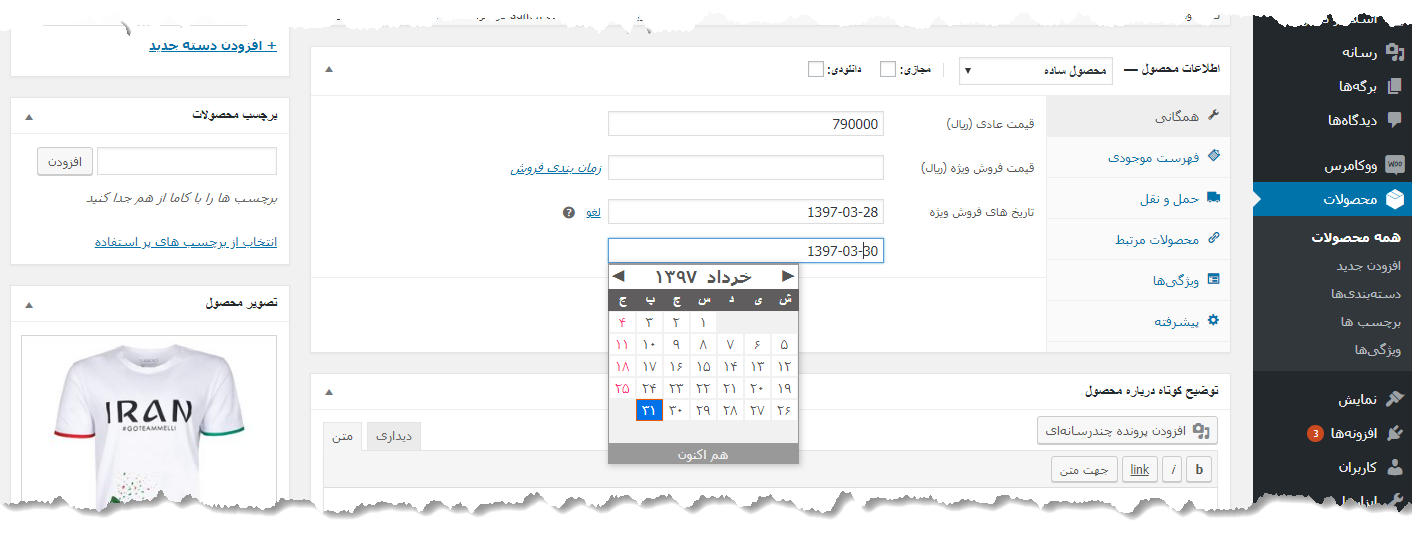 رسانه
برگه‌ها
دیدگاه‌ها
ووکامرس
محصولات
همه محصولات
افزودن جدید
دسته‌بندی‌ها
برچسب ها
ویژگی‌ها
نمایش
افزونه‌ها 3
کاربران
اطلاعات محصول — محصول ساده مجازی: دانلودی:
همگانی
فهرست موجودی
حمل و نقل
محصولات مرتبط
ویژگی‌ها
پیشرفته
قیمت عادی (ریال) 790000
قیمت فروش ویژه (ریال) زمان بندی فروش
تاریخ های فروش ویژه 1397-03-28 لغو ?
1397-03-30
خرداد ۱۳۹۷
ش ی د س چ پ ج
۱ ۲ ۳ ۴
۵ ۶ ۷ ۸ ۹ ۱۰ ۱۱
۱۲ ۱۳ ۱۴ ۱۵ ۱۶ ۱۷ ۱۸
۱۹ ۲۰ ۲۱ ۲۲ ۲۳ ۲۴ ۲۵
۲۶ ۲۷ ۲۸ ۲۹ ۳۰ ۳۱
هم اکنون
توضیح کوتاه درباره محصول
افزودن پرونده چندرسانه‌ای
دیداری متن
b i link جهت متن
+ افزودن دسته جدید
برچسب محصولات
افزودن
برچسب ها را با کاما از هم جدا کنید
انتخاب از برچسب های پر استفاده
تصویر محصول
IRAN
#GOTEAMMELLI